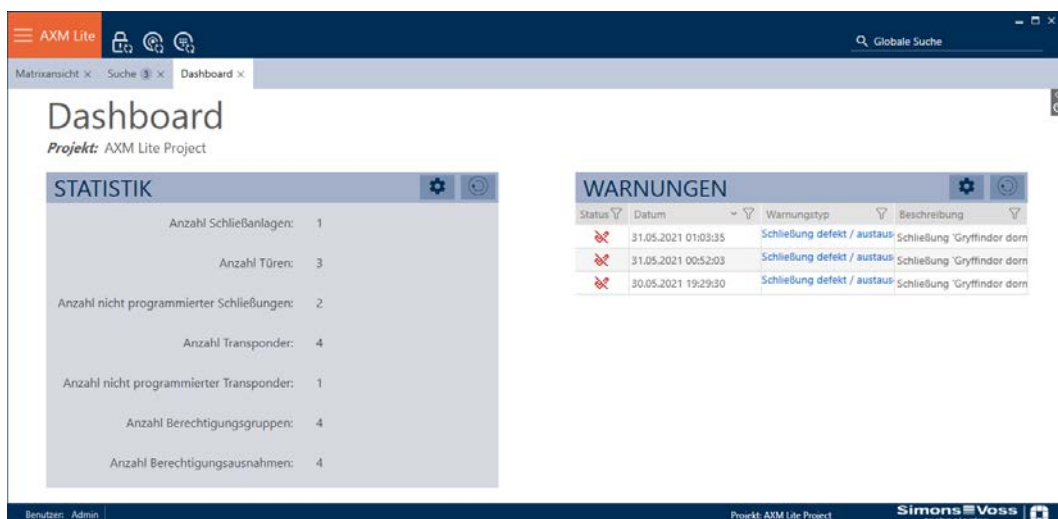 AXM Lite
Globale Suche
Matrixansicht × Suche 3 × Dashboard ×
Dashboard
Projekt: AXM Lite Project
STATISTIK
Anzahl Schließanlagen: 1
Anzahl Türen: 3
Anzahl nicht programmierter Schließungen: 2
Anzahl Transponder: 4
Anzahl nicht programmierter Transponder: 1
Anzahl Berechtigungsgruppen: 4
Anzahl Berechtigungsausnahmen: 4
WARNUNGEN
Status Datum Warnungstyp Beschreibung
31.05.2021 01:03:35 Schließung defekt / austaus Schließung 'Gryffindor dorm
31.05.2021 00:52:03 Schließung defekt / austaus Schließung 'Gryffindor dorm
30.05.2021 19:29:30 Schließung defekt / austaus Schließung 'Gryffindor dorm
Benutzer: Admin
Projekt: AXM Lite Project
SimonsVoss